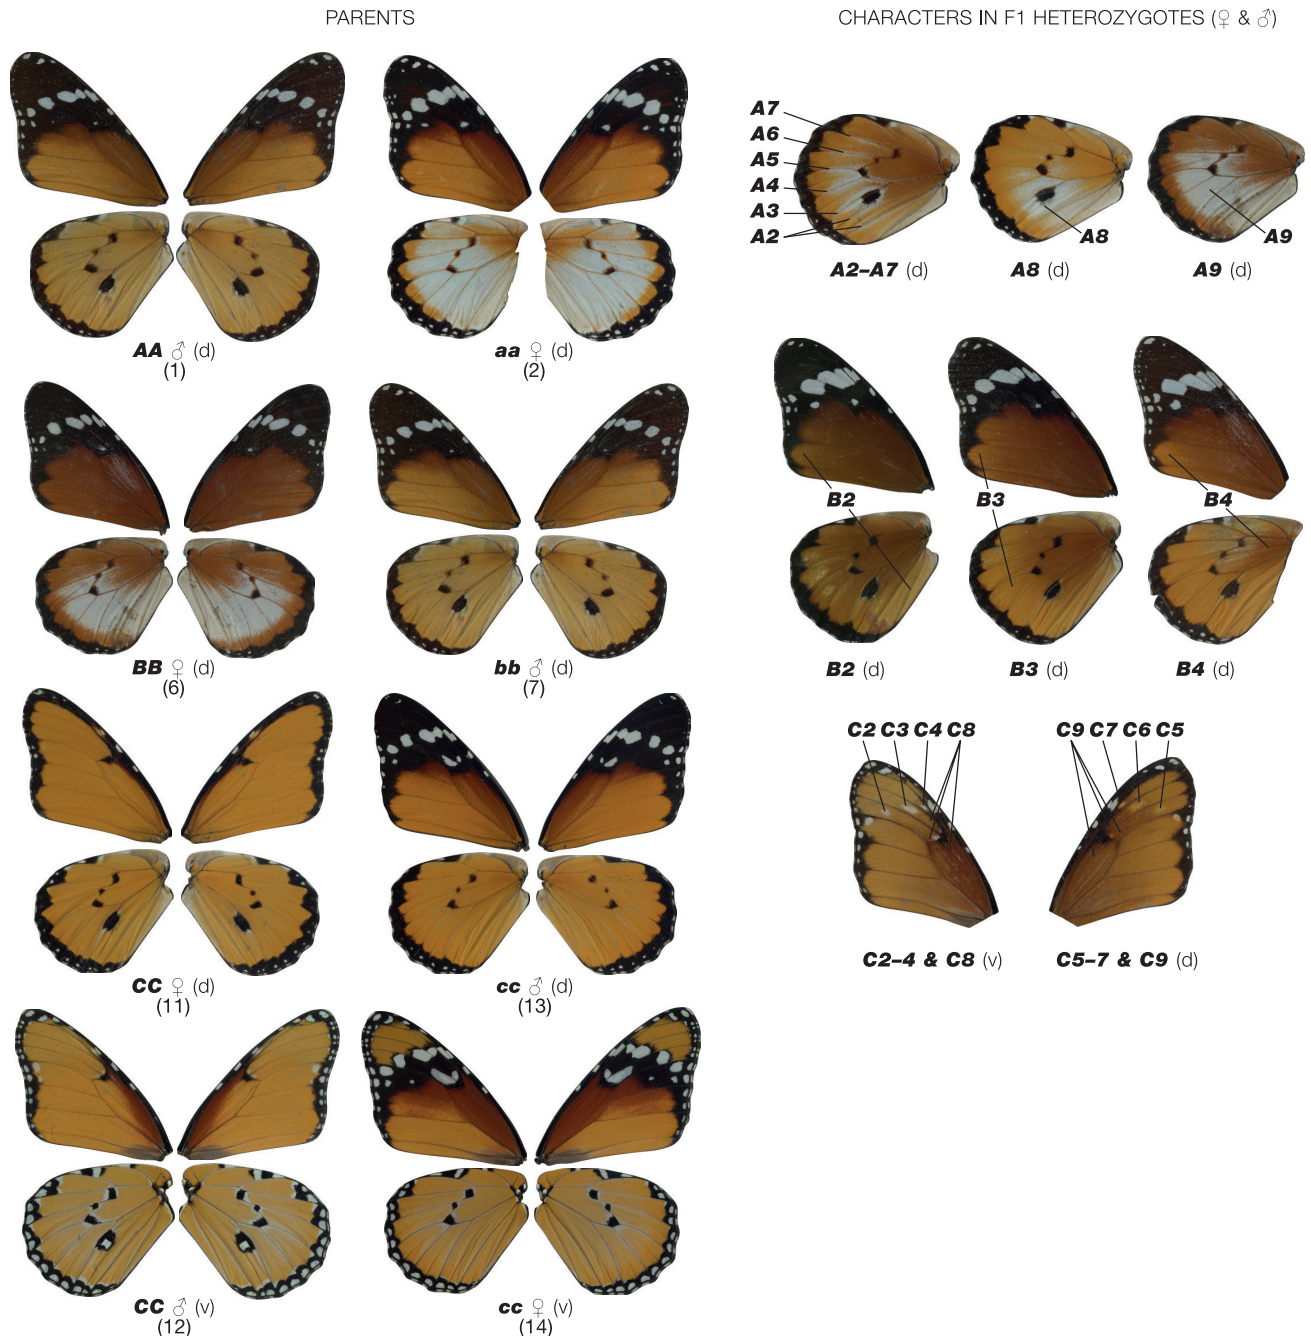 PARENTS
CHARACTERS IN F1 HETEROZYGOTES (♀ & ♂)
AA ♂ (d)
(1)
aa ♀ (d)
(2)
A7
A6
A5
A4
A3
A2
A8
A9
A2–A7 (d)
A8 (d)
A9 (d)
BB ♀ (d)
(6)
bb ♂ (d)
(7)
B2
B3
B4
B2 (d)
B3 (d)
B4 (d)
CC ♀ (d)
(11)
cc ♂ (d)
(13)
C2 C3 C4 C8
C9 C7 C6 C5
C2–4 & C8 (v)
C5–7 & C9 (d)
CC ♂ (v)
(12)
cc ♀ (v)
(14)